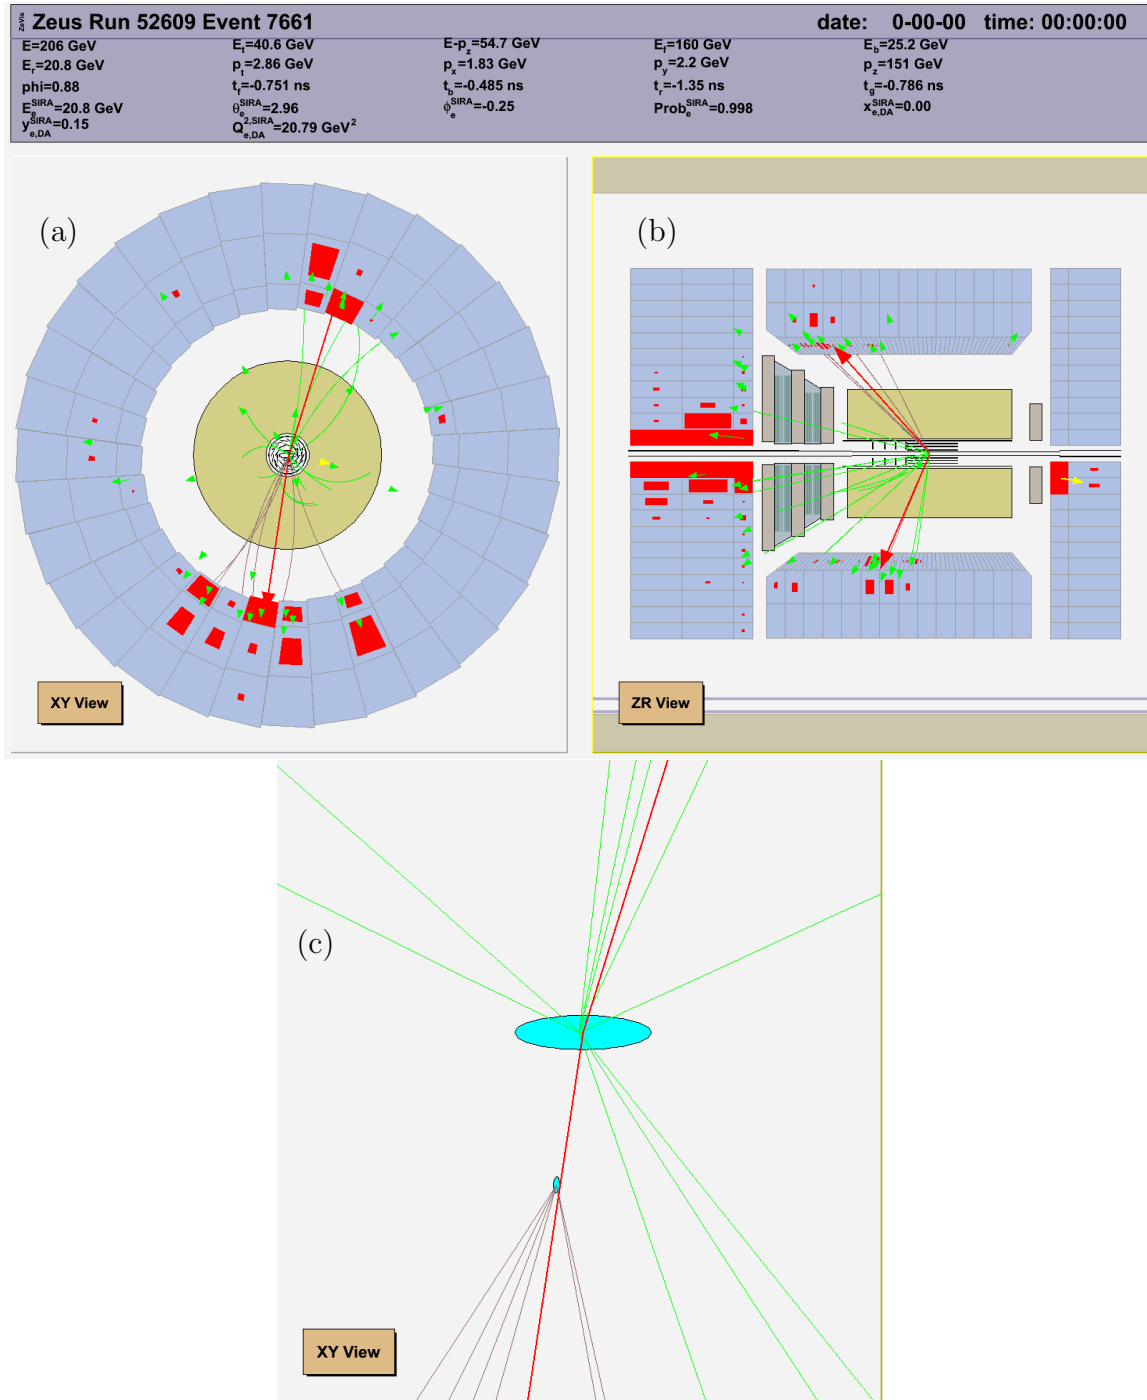 ZeVis Zeus Run 52609 Event 7661 date: 0-00-00 time: 00:00:00
E=206 GeV E_t=40.6 GeV E-p_z=54.7 GeV E_f=160 GeV E_b=25.2 GeV
E_r=20.8 GeV p_t=2.86 GeV p_x=1.83 GeV p_y=2.2 GeV p_z=151 GeV
phi=0.88 t_f=-0.751 ns t_b=-0.485 ns t_r=-1.35 ns t_g=-0.786 ns
E_e^SIRA=20.8 GeV θ_e^SIRA=2.96 ϕ_e^SIRA=-0.25 Prob_e^SIRA=0.998 x_e,DA^SIRA=0.00
y_e,DA^SIRA=0.15 Q_e,DA^2,SIRA=20.79 GeV²
(a)
(b)
XY View
ZR View
(c)
XY View